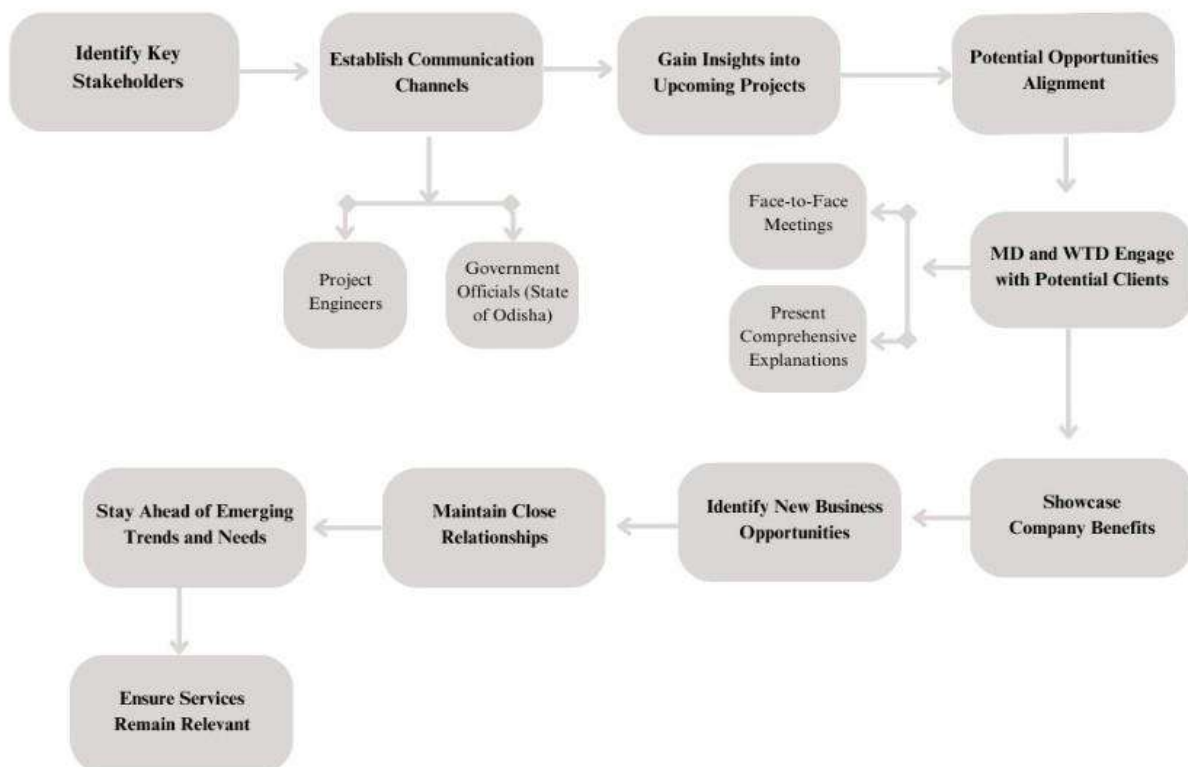 Identify Key
Stakeholders
Establish Communication
Channels
Gain Insights into
Upcoming Projects
Potential Opportunities
Alignment
Face-to-Face
Meetings
MD and WTD Engage
with Potential Clients
Project
Engineers
Government
Officials (State
of Odisha)
Present
Comprehensive
Explanations
Stay Ahead of Emerging
Trends and Needs
Maintain Close
Relationships
Identify New Business
Opportunities
Showcase
Company Benefits
Ensure Services
Remain Relevant